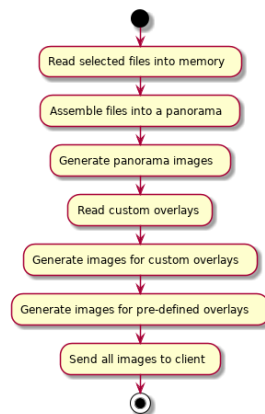 Read selected files into memory
Assemble files into a panorama
Generate panorama images
Read custom overlays
Generate images for custom overlays
Generate images for pre-defined overlays
Send all images to client